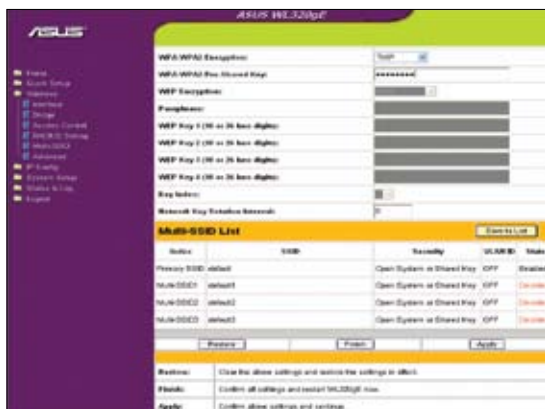 ASUS WL320gE
ASUS
Home
Quick Setup
Wireless
Interface
Bridge
Access Control
RADIUS Setting
Multi-SSID
Advanced
IP Config
System Setup
Status & Log
Logout
WPA/WPA2 Encryption: TKIP
WPA/WPA2 Pre-Shared Key:
WEP Encryption:
Passphrase:
WEP Key 1 (10 or 26 hex digits):
WEP Key 2 (10 or 26 hex digits):
WEP Key 3 (10 or 26 hex digits):
WEP Key 4 (10 or 26 hex digits):
Key Index:
Network Key Rotation Interval: 0
Multi-SSID List Save to List
Index SSID Security VLAN ID State
Primary SSID default Open System or Shared Key OFF Enabled
Multi-SSID1 default1 Open System or Shared Key OFF
Multi-SSID2 default2 Open System or Shared Key OFF
Multi-SSID3 default3 Open System or Shared Key OFF
Restore Finish Apply
Restore: Clear the above settings and restore the settings in effect.
Finish: Confirm all settings and restart WL320gE now.
Apply: Confirm above settings and continue.